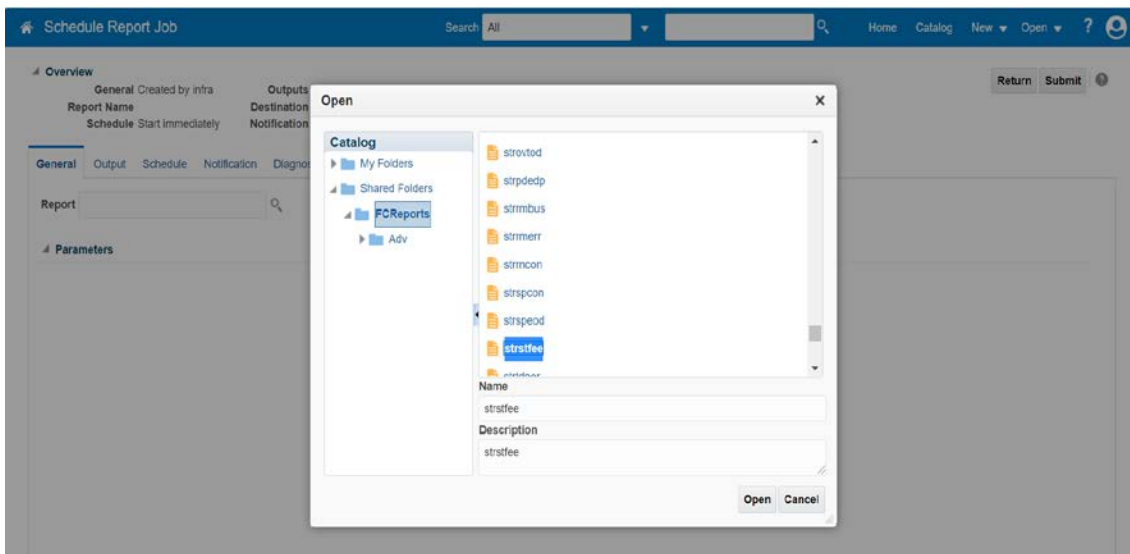 Schedule Report Job
Search All
Home Catalog New Open ?
Overview
General Created by infra
Outputs
Report Name
Destination
Schedule Start immediately
Notification
Return Submit ?
General Output Schedule Notification
Report
Parameters
Open x
Catalog
My Folders
Shared Folders
FCReports
Adv
strovtod
strpdedp
strrmbus
strrmerr
strrncon
strspcon
strspeod
strstfee
Name
strstfee
Description
strstfee
Open Cancel